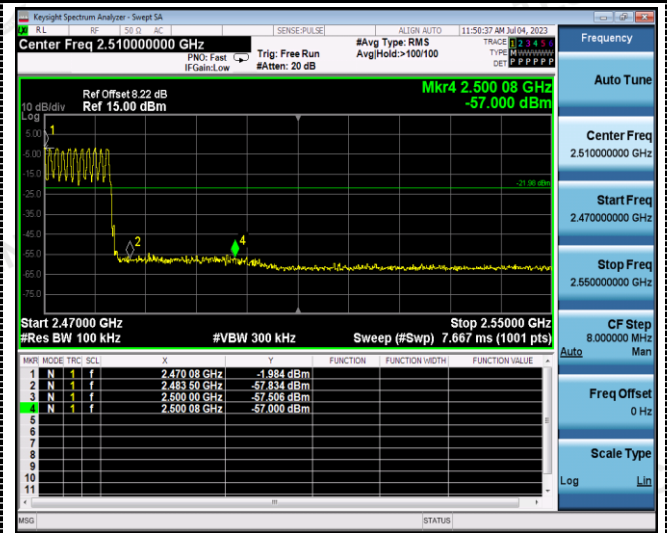 Keysight Spectrum Analyzer - Swept SA
RL RF 50 Ω AC SENSE:PULSE ALIGN AUTO 11:50:37 AM Jul 04, 2023
Center Freq 2.510000000 GHz
PNO: Fast
IFGain:Low
Trig: Free Run
#Atten: 20 dB
#Avg Type: RMS
Avg|Hold:>100/100
TRACE 1 2 3 4 5 6
TYPE M WWWWW
DET P P P P P P
Ref Offset 8.22 dB
10 dB/div Ref 15.00 dBm
Mkr4 2.500 08 GHz
-57.000 dBm
Log
5.00
-5.00
-15.0
-25.0
-35.0
-45.0
-55.0
-65.0
-75.0
1
2
4
-21.98 dBm
Start 2.47000 GHz Stop 2.55000 GHz
#Res BW 100 kHz #VBW 300 kHz Sweep (#Swp) 7.667 ms (1001 pts)
MKR MODE TRC SCL X Y FUNCTION FUNCTION WIDTH FUNCTION VALUE
1 N 1 f 2.470 08 GHz -1.984 dBm
2 N 1 f 2.483 50 GHz -57.834 dBm
3 N 1 f 2.500 00 GHz -57.506 dBm
4 N 1 f 2.500 08 GHz -57.000 dBm
5
6
7
8
9
10
11
MSG STATUS
Frequency
Auto Tune
Center Freq
2.510000000 GHz
Start Freq
2.470000000 GHz
Stop Freq
2.550000000 GHz
CF Step
8.000000 MHz
Auto Man
Freq Offset
0 Hz
Scale Type
Log Lin